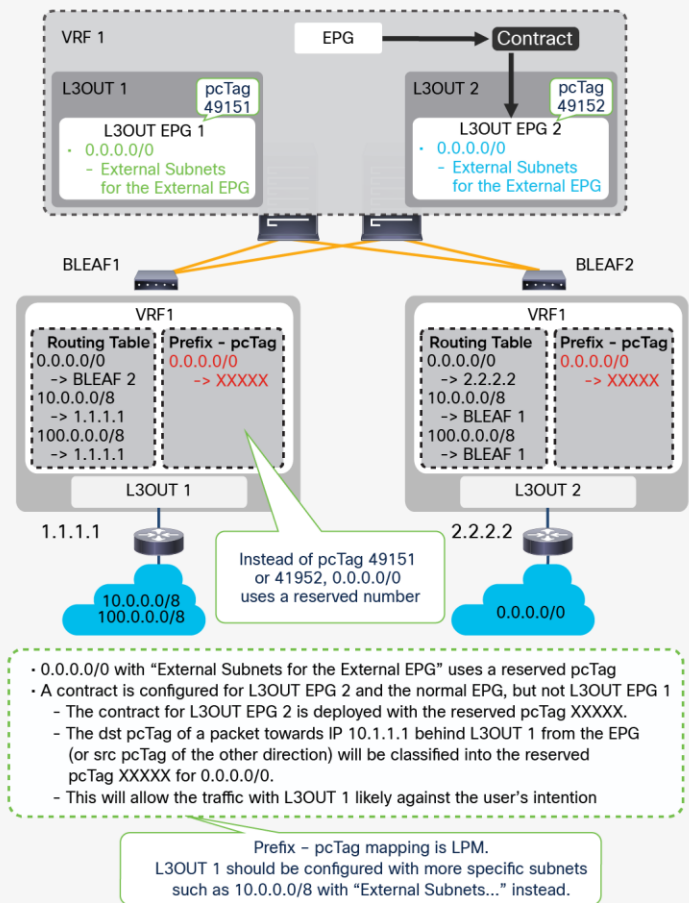 VRF 1
EPG
Contract
L3OUT 1
pcTag
49151
L3OUT EPG 1
· 0.0.0.0/0
- External Subnets
for the External EPG
L3OUT 2
pcTag
49152
L3OUT EPG 2
· 0.0.0.0/0
- External Subnets
for the External EPG
BLEAF1
BLEAF2
VRF1
Routing Table
0.0.0.0/0
-> BLEAF 2
10.0.0.0/8
-> 1.1.1.1
100.0.0.0/8
-> 1.1.1.1
Prefix - pcTag
0.0.0.0/0
-> XXXXX
L3OUT 1
VRF1
Routing Table
0.0.0.0/0
-> 2.2.2.2
10.0.0.0/8
-> BLEAF 1
100.0.0.0/8
-> BLEAF 1
Prefix - pcTag
0.0.0.0/0
-> XXXXX
L3OUT 2
1.1.1.1
2.2.2.2
Instead of pcTag 49151
or 41952, 0.0.0.0/0
uses a reserved number
10.0.0.0/8
100.0.0.0/8
0.0.0.0/0
· 0.0.0.0/0 with “External Subnets for the External EPG” uses a reserved pcTag
· A contract is configured for L3OUT EPG 2 and the normal EPG, but not L3OUT EPG 1
- The contract for L3OUT EPG 2 is deployed with the reserved pcTag XXXXX.
- The dst pcTag of a packet towards IP 10.1.1.1 behind L3OUT 1 from the EPG
(or src pcTag of the other direction) will be classified into the reserved
pcTag XXXXX for 0.0.0.0/0.
- This will allow the traffic with L3OUT 1 likely against the user’s intention
Prefix - pcTag mapping is LPM.
L3OUT 1 should be configured with more specific subnets
such as 10.0.0.0/8 with “External Subnets...” instead.